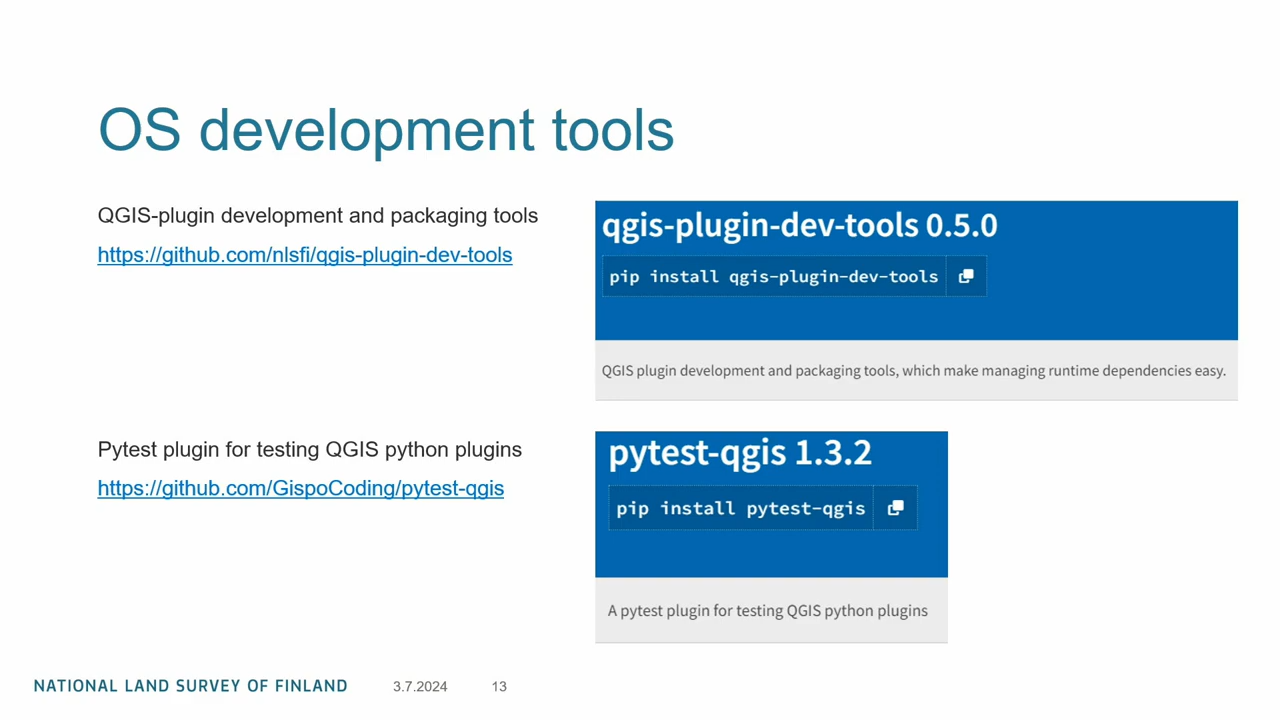 OS development tools
QGIS-plugin development and packaging tools
https://github.com/nlsfi/qgis-plugin-dev-tools
qgis-plugin-dev-tools 0.5.0
pip install qgis-plugin-dev-tools
QGIS plugin development and packaging tools, which make managing runtime dependencies easy.
Pytest plugin for testing QGIS python plugins
https://github.com/GispoCoding/pytest-qgis
pytest-qgis 1.3.2
pip install pytest-qgis
A pytest plugin for testing QGIS python plugins
NATIONAL LAND SURVEY OF FINLAND 3.7.2024 13